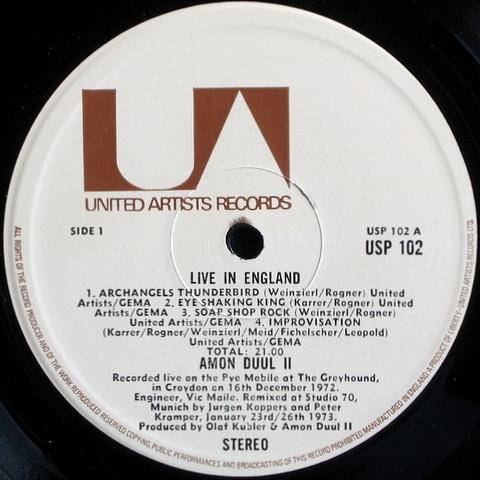 UA
UNITED ARTISTS RECORDS
SIDE 1
USP 102 A
USP 102
LIVE IN ENGLAND
1. ARCHANGELS THUNDERBIRD (Weinzierl/Rogner) United
Artists/GEMA 2. EYE SHAKING KING (Karrer/Rogner) United
Artists/GEMA 3. SOAP SHOP ROCK (Weinzierl/Rogner)
United Artists/GEMA 4. IMPROVISATION
(Karrer/Rogner/Weinzierl/Meid/Fichelscher/Leopold)
United Artists/GEMA
TOTAL: 21.00
AMON DUUL II
Recorded live on the Pye Mobile at The Greyhound,
in Croydon on 16th December 1972.
Engineer, Vic Maile. Remixed at Studio 70,
Munich by Jurgen Koppers and Peter
Kramper, January 23rd/26th 1973.
Produced by Olaf Kubler & Amon Duul II
STEREO
ALL RIGHTS OF THE RECORD PRODUCER AND OF THE WORK REPRODUCED RESERVED. COPYING, PUBLIC PERFORMANCES AND BROADCASTING OF THIS RECORD PROHIBITED. MANUFACTURED IN ENGLAND. A PRODUCT OF LIBERTY-UNITED ARTISTS RECORDS LTD.